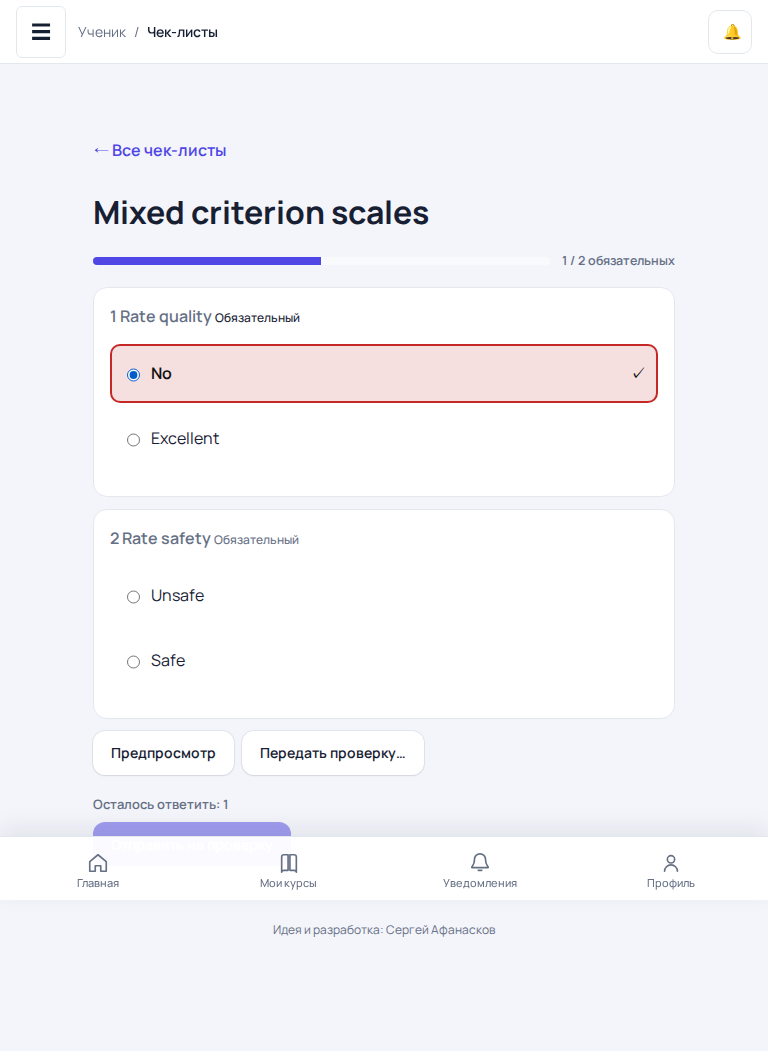 Ученик / Чек-листы
← Все чек-листы
Mixed criterion scales
1 / 2 обязательных
1 Rate quality Обязательный
No ✓
Excellent
2 Rate safety Обязательный
Unsafe
Safe
Предпросмотр Передать проверку…
Осталось ответить: 1
Главная Мои курсы Уведомления Профиль
Идея и разработка: Сергей Афанасков